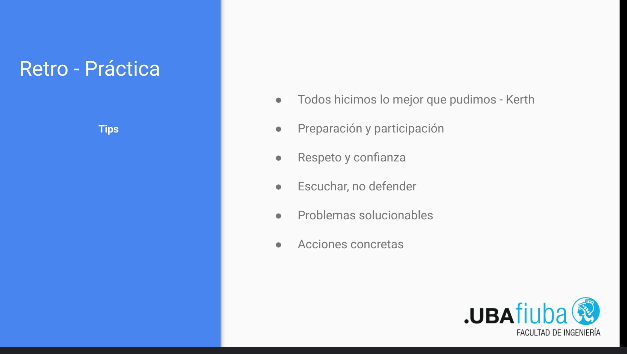 Retro - Práctica
Tips
● Todos hicimos lo mejor que pudimos - Kerth
● Preparación y participación
● Respeto y confianza
● Escuchar, no defender
● Problemas solucionables
● Acciones concretas
.UBAfiuba
FACULTAD DE INGENIERÍA